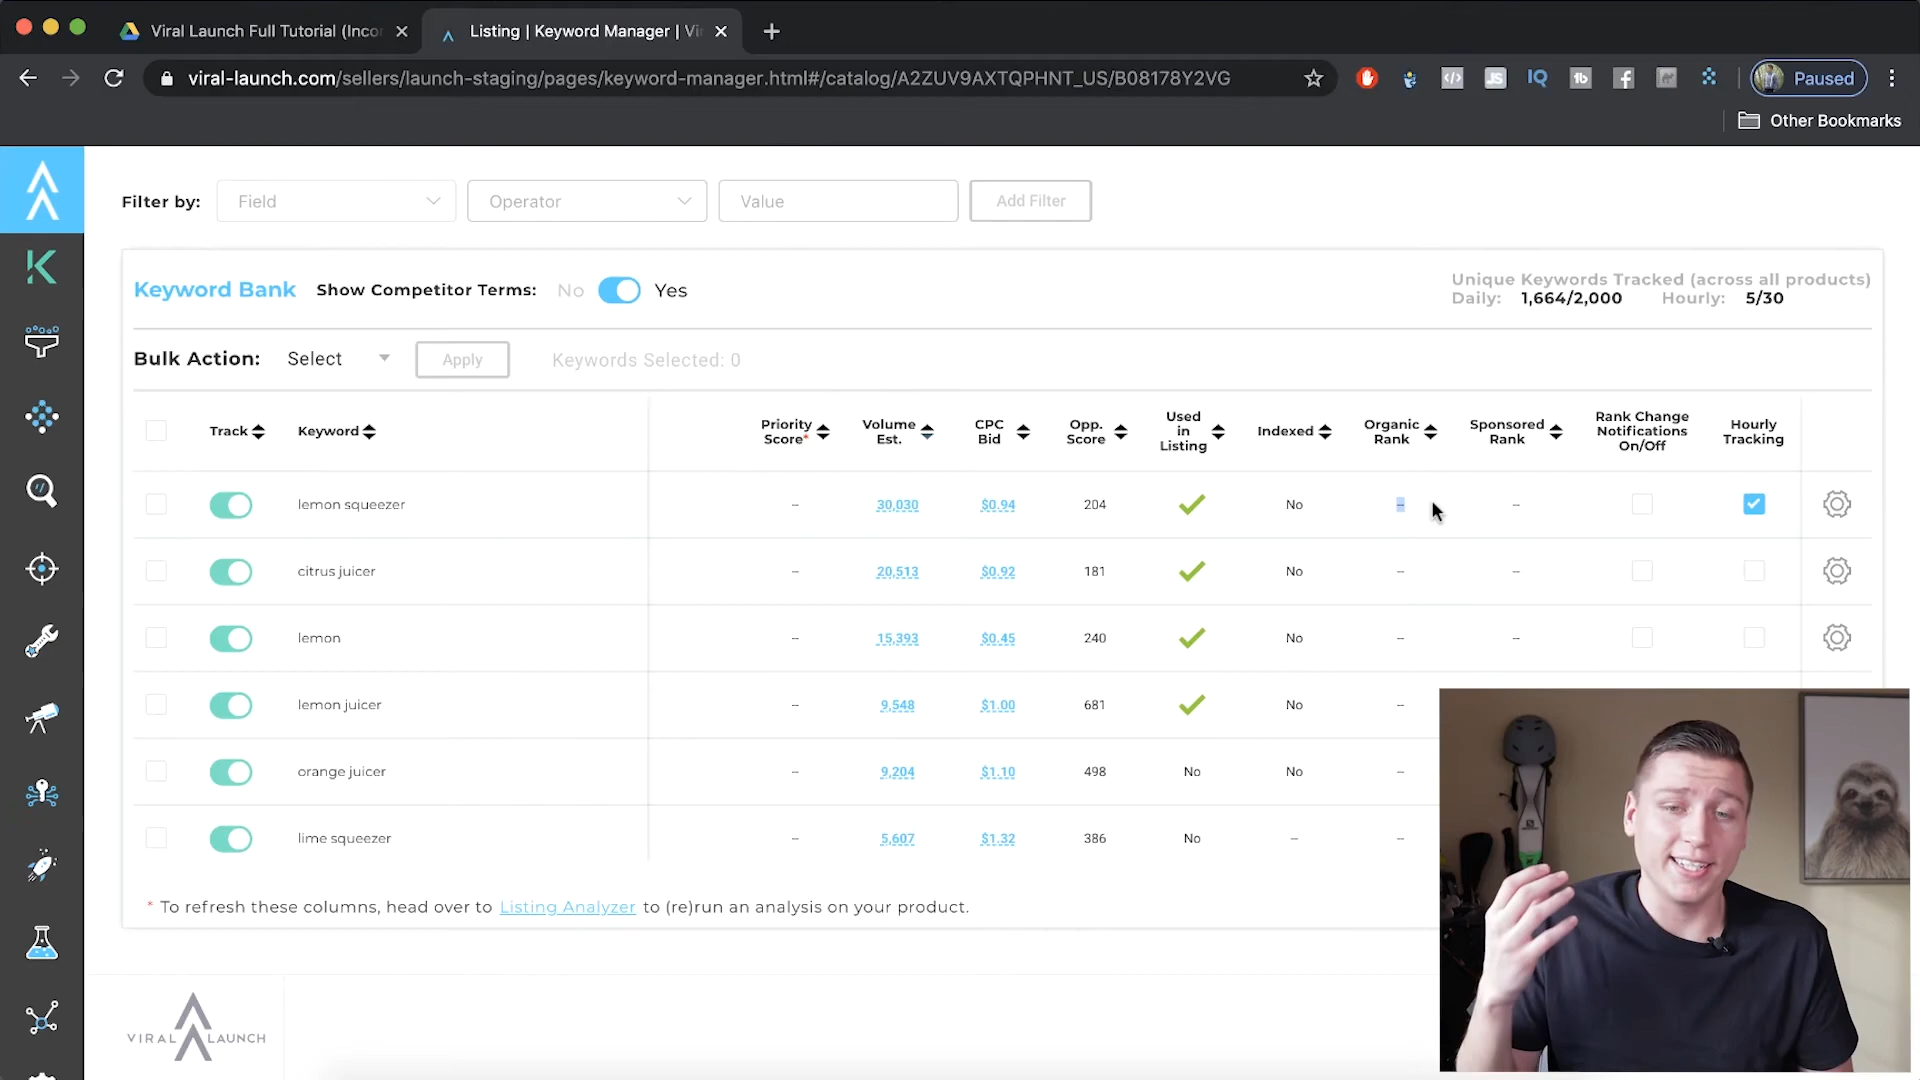 Viral Launch Full Tutorial (Inco
Listing | Keyword Manager | Vi
viral-launch.com/sellers/launch-staging/pages/keyword-manager.html#/catalog/A2ZUV9AXTQPHNT_US/B08178Y2VG
JS
IQ
Paused
Other Bookmarks
Filter by: Field Operator Value Add Filter
Keyword Bank Show Competitor Terms: No Yes
Unique Keywords Tracked (across all products)
Daily: 1,664/2,000 Hourly: 5/30
Bulk Action: Select Apply Keywords Selected: 0
Track Keyword Priority Score* Volume Est. CPC Bid Opp. Score Used in Listing Indexed Organic Rank Sponsored Rank Rank Change Notifications On/Off Hourly Tracking
lemon squeezer -- 30,030 $0.94 204 No -- --
citrus juicer -- 20,513 $0.92 181 No -- --
lemon -- 15,393 $0.45 240 No -- --
lemon juicer -- 9,548 $1.00 681 No --
orange juicer -- 9,204 $1.10 498 No No --
lime squeezer -- 5,607 $1.32 386 No -- --
* To refresh these columns, head over to Listing Analyzer to (re)run an analysis on your product.
VIRAL LAUNCH